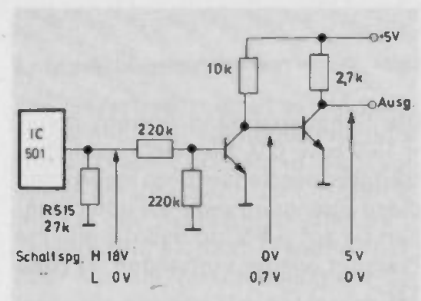 +5V
10k
2,7k
Ausg.
IC
501
220k
R515
27k
220k
Schaltspg. H 18V 0V 5V
L 0V 0,7V 0V